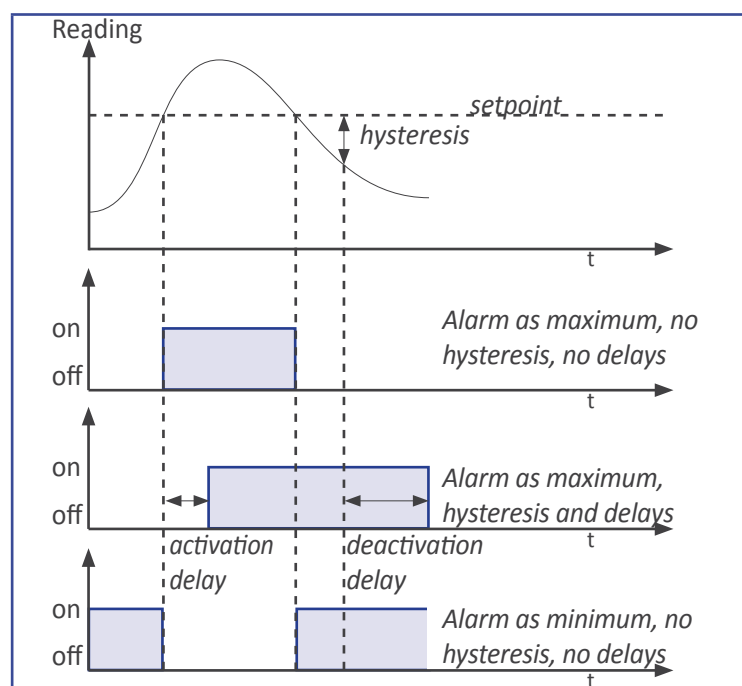 Reading
setpoint
hysteresis
t
on
off
Alarm as maximum, no
hysteresis, no delays
t
on
off
Alarm as maximum,
hysteresis and delays
t
activation
delay
deactivation
delay
on
off
Alarm as minimum, no
hysteresis, no delays
t